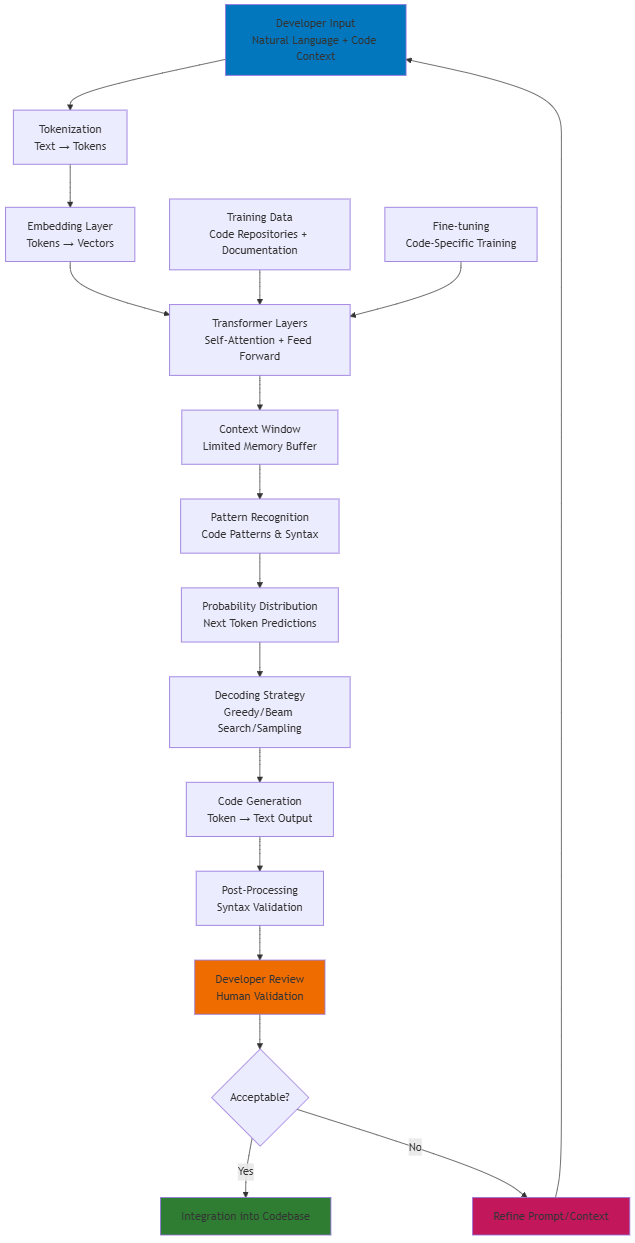 Developer Input
Natural Language + Code
Context
Tokenization
Text → Tokens
Embedding Layer
Tokens → Vectors
Training Data
Code Repositories +
Documentation
Fine-tuning
Code-Specific Training
Transformer Layers
Self-Attention + Feed
Forward
Context Window
Limited Memory Buffer
Pattern Recognition
Code Patterns & Syntax
Probability Distribution
Next Token Predictions
Decoding Strategy
Greedy/Beam
Search/Sampling
Code Generation
Token → Text Output
Post-Processing
Syntax Validation
Developer Review
Human Validation
Acceptable?
No
Yes
Integration into Codebase
Refine Prompt/Context